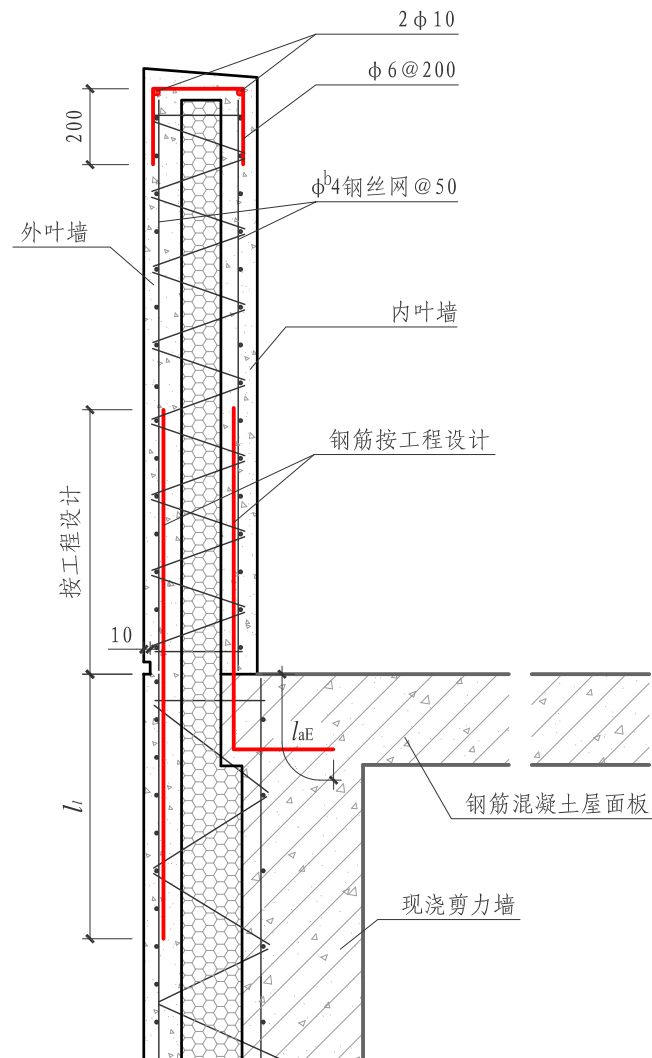 2ϕ10
ϕ6@200
200
ϕᵇ4钢丝网@50
外叶墙
内叶墙
钢筋按工程设计
按工程设计
10
laE
钢筋混凝土屋面板
ll
现浇剪力墙